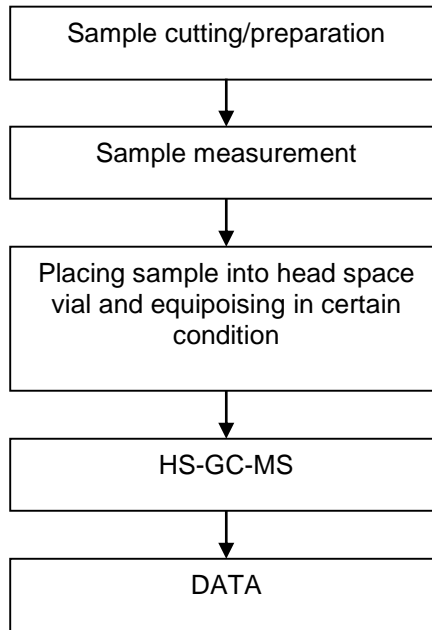 Sample cutting/preparation
Sample measurement
Placing sample into head space
vial and equipoising in certain
condition
HS-GC-MS
DATA